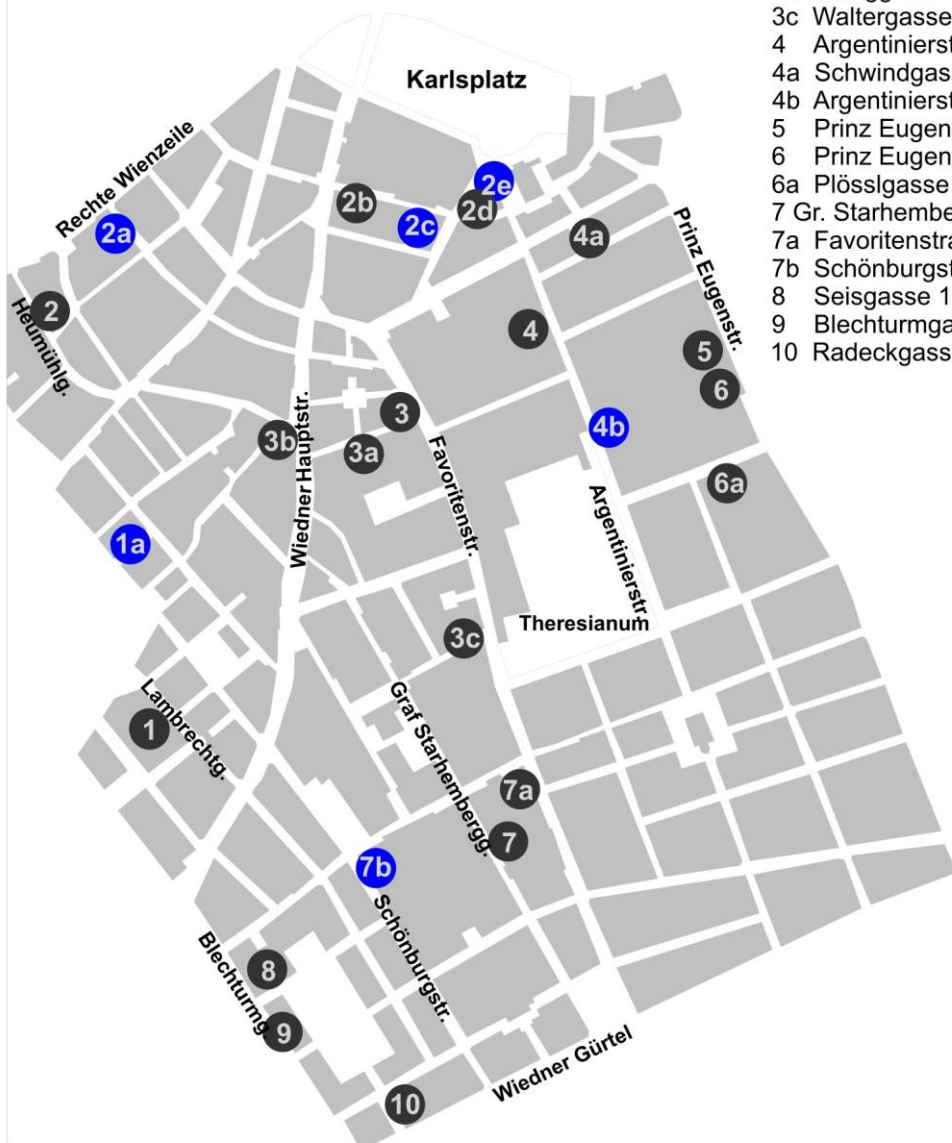 3c Waltergasse
4 Argentinierst
4a Schwindgas
4b Argentinierst
5 Prinz Eugen
6 Prinz Eugen
6a Plösslgasse
7 Gr. Starhembe
7a Favoritenstra
7b Schönburgst
8 Seisgasse 1
9 Blechturmga
10 Radeckgass
Karlsplatz
Rechte Wienzeile
2e
2b
2d
2c
2a
4a
Prinz Eugenstr.
2
Heumühlg.
4
5
6
3
3b
3a
4b
Wiedner Hauptstr.
Favoritenstr.
6a
Argentinierstr.
1a
Theresianum
3c
Lambrechtg.
1
Graf Starhembergg.
7a
7
7b
Schönburgstr.
Blechturmg.
8
9
Wiedner Gürtel
10